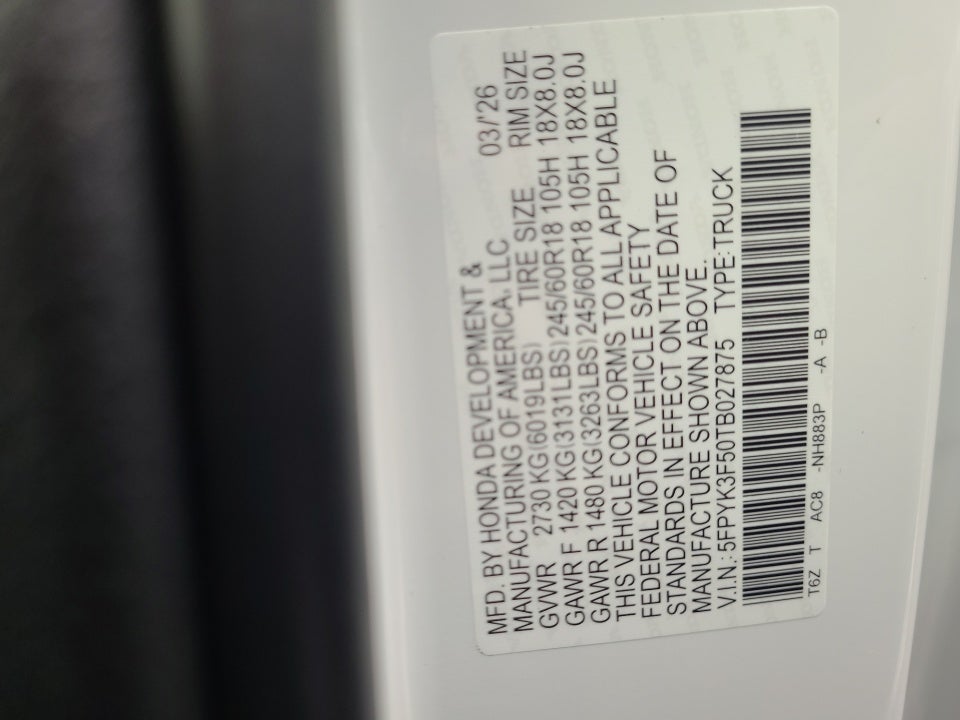 MFD. BY HONDA DEVELOPMENT &
MANUFACTURING OF AMERICA, LLC 03/'26
GVWR 2730 KG(6019LBS) TIRE SIZE RIM SIZE
GAWR F 1420 KG(3131LBS) 245/60R18 105H 18X8.0J
GAWR R 1480 KG(3263LBS) 245/60R18 105H 18X8.0J
THIS VEHICLE CONFORMS TO ALL APPLICABLE
FEDERAL MOTOR VEHICLE SAFETY
STANDARDS IN EFFECT ON THE DATE OF
MANUFACTURE SHOWN ABOVE.
V.I.N.: 5FPYK3F50TB027875 TYPE:TRUCK
T6Z T AC8 -NH883P -A -B